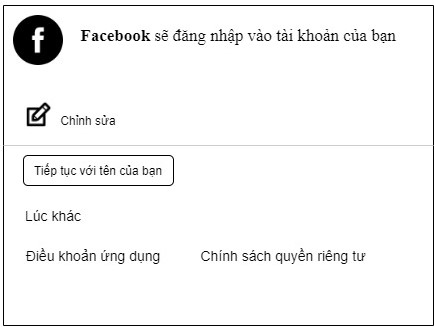 Facebook sẽ đăng nhập vào tài khoản của bạn
Chỉnh sửa
Tiếp tục với tên của bạn
Lúc khác
Điều khoản ứng dụng Chính sách quyền riêng tư